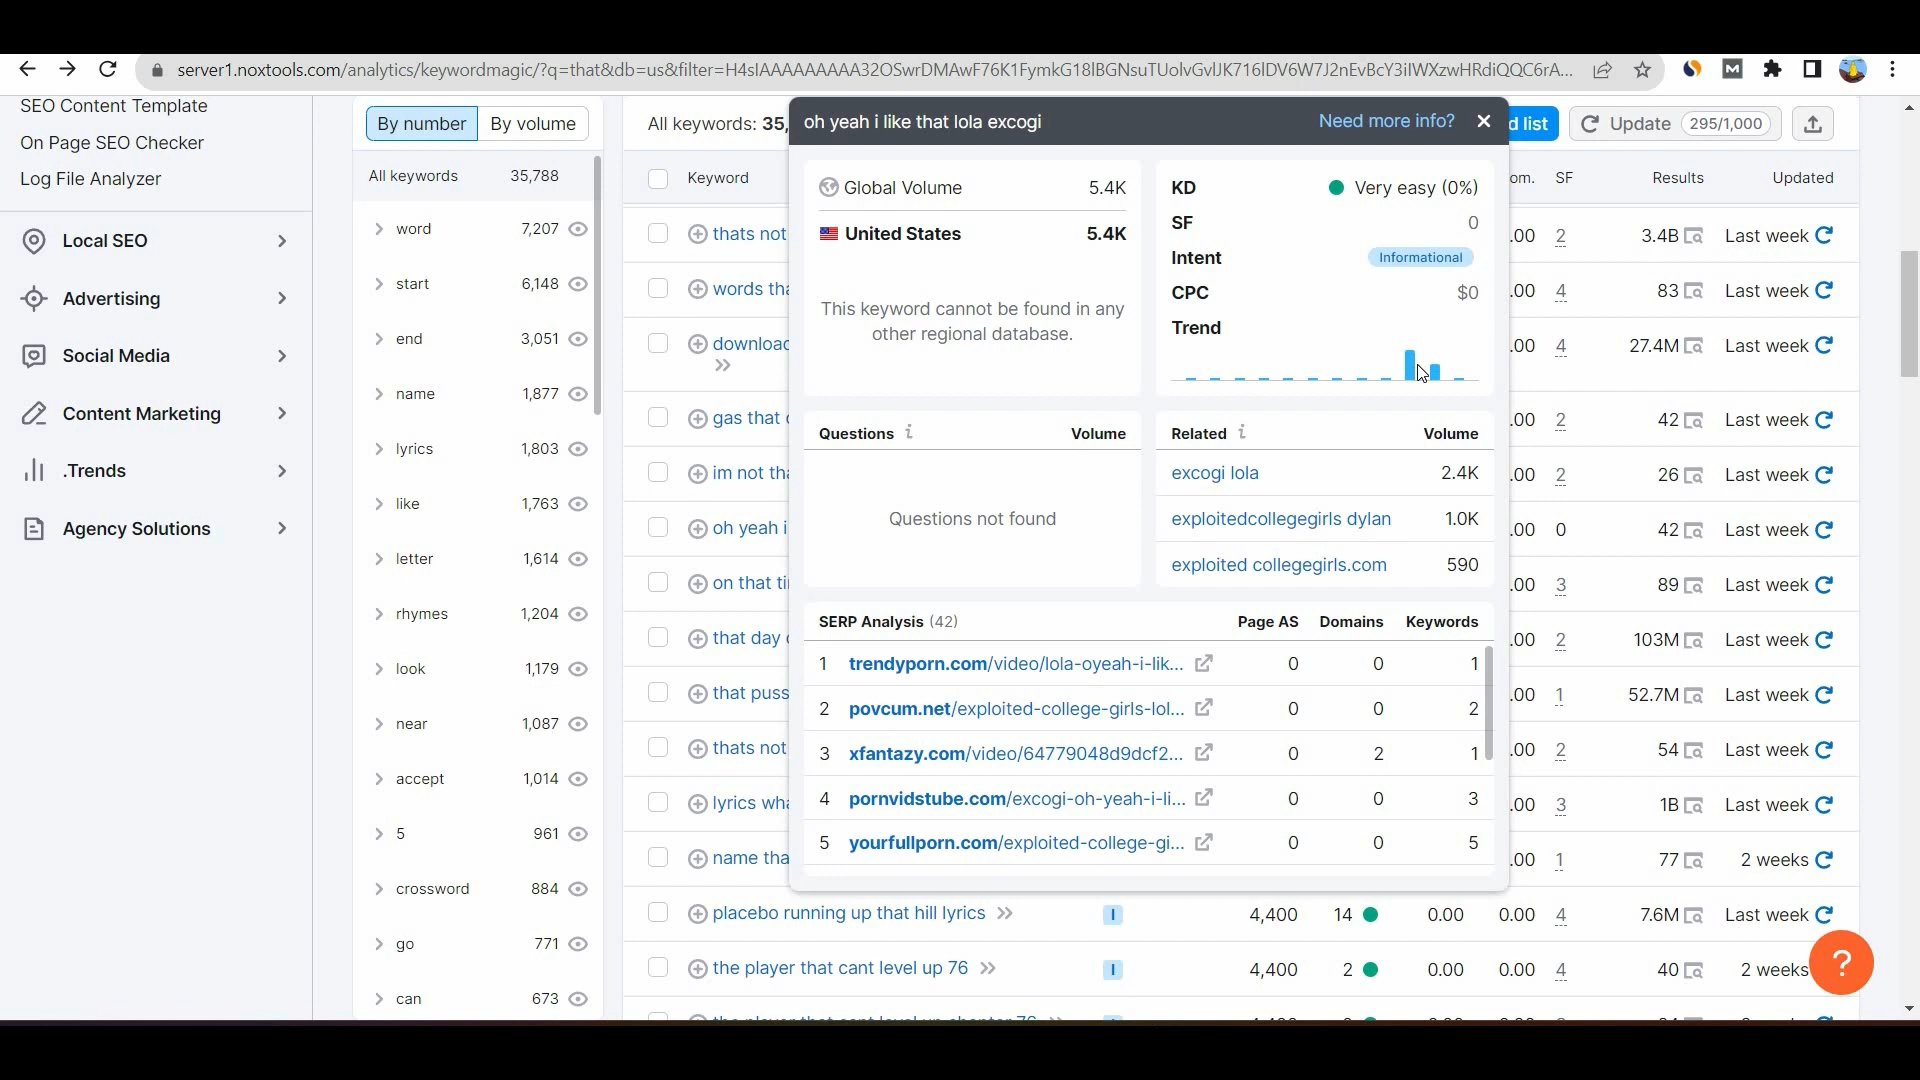 server1.noxtools.com/analytics/keywordmagic/?q=that&db=us&filter=
SEO Content Template
On Page SEO Checker
Log File Analyzer
Local SEO
Advertising
Social Media
Content Marketing
.Trends
Agency Solutions
By number By volume
All keywords 35,788
word 7,207
start 6,148
end 3,051
name 1,877
lyrics 1,803
like 1,763
letter 1,614
rhymes 1,204
look 1,179
near 1,087
accept 1,014
5 961
crossword 884
go 771
can 673
All keywords: 35,
d list
Update 295/1,000
Keyword
om. SF Results Updated
thats not .00 2 3.4B Last week
words tha .00 4 83 Last week
download .00 4 27.4M Last week
gas that .00 2 42 Last week
im not tha .00 2 26 Last week
oh yeah i .00 0 42 Last week
on that ti .00 3 89 Last week
that day .00 2 103M Last week
that puss .00 1 52.7M Last week
thats not .00 2 54 Last week
lyrics wha .00 3 1B Last week
name tha .00 1 77 2 weeks
placebo running up that hill lyrics I 4,400 14 0.00 0.00 4 7.6M Last week
the player that cant level up 76 I 4,400 2 0.00 0.00 4 40 2 weeks
oh yeah i like that lola excogi Need more info?
Global Volume 5.4K
United States 5.4K
This keyword cannot be found in any
other regional database.
KD Very easy (0%)
SF 0
Intent Informational
CPC $0
Trend
Questions i Volume
Questions not found
Related i Volume
excogi lola 2.4K
exploitedcollegegirls dylan 1.0K
exploited collegegirls.com 590
SERP Analysis (42) Page AS Domains Keywords
1 trendyporn.com/video/lola-oyeah-i-lik... 0 0 1
2 povcum.net/exploited-college-girls-lol... 0 0 2
3 xfantazy.com/video/64779048d9dcf2... 0 2 1
4 pornvidstube.com/excogi-oh-yeah-i-li... 0 0 3
5 yourfullporn.com/exploited-college-gi... 0 0 5
?